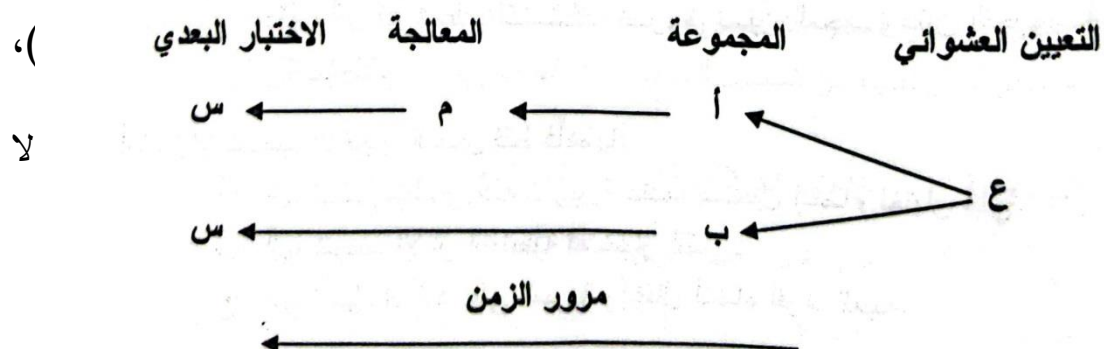 التعيين العشوائي المجموعة المعالجة الاختبار البعدي )،
أ م س
لا
ع
ب س
مرور الزمن